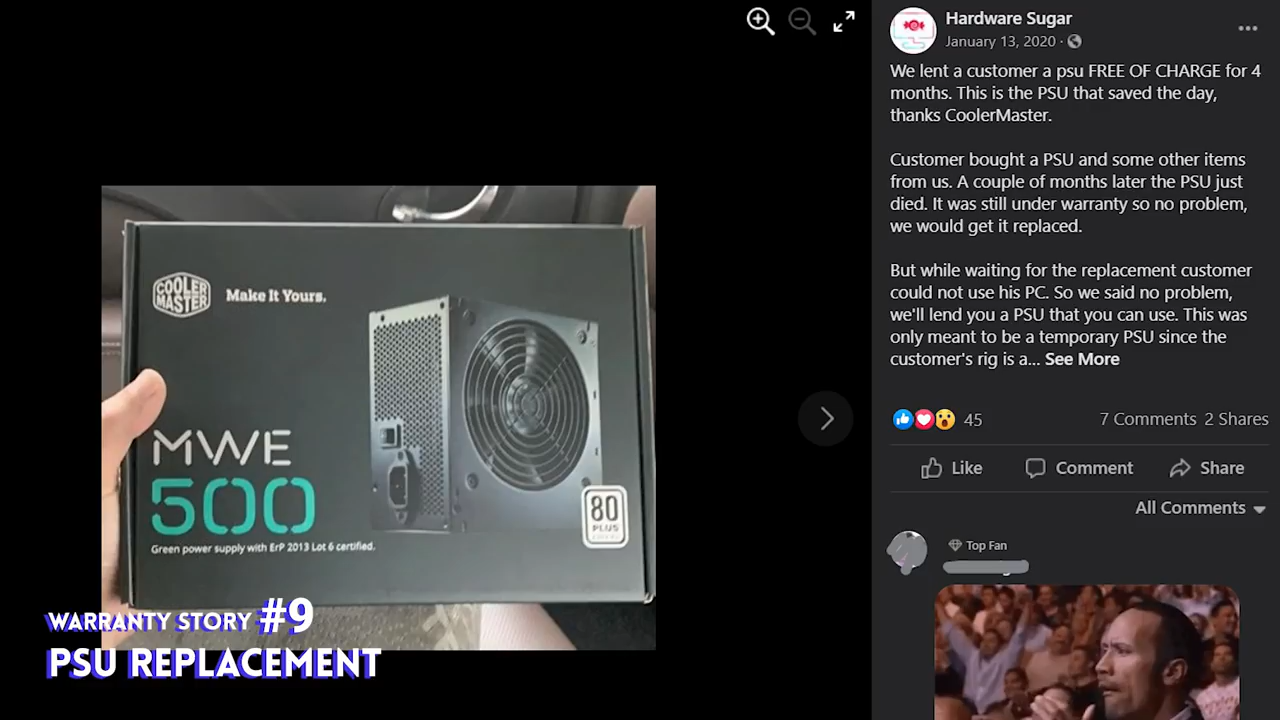 COOLER
MASTER
Make It Yours.
MWE
500
Green power supply with ErP 2013 Lot 6 certified.
80
PLUS
WARRANTY STORY #9
PSU REPLACEMENT
Hardware Sugar
January 13, 2020 ·
We lent a customer a psu FREE OF CHARGE for 4
months. This is the PSU that saved the day,
thanks CoolerMaster.
Customer bought a PSU and some other items
from us. A couple of months later the PSU just
died. It was still under warranty so no problem,
we would get it replaced.
But while waiting for the replacement customer
could not use his PC. So we said no problem,
we'll lend you a PSU that you can use. This was
only meant to be a temporary PSU since the
customer's rig is a... See More
45
7 Comments 2 Shares
Like Comment Share
All Comments
Top Fan